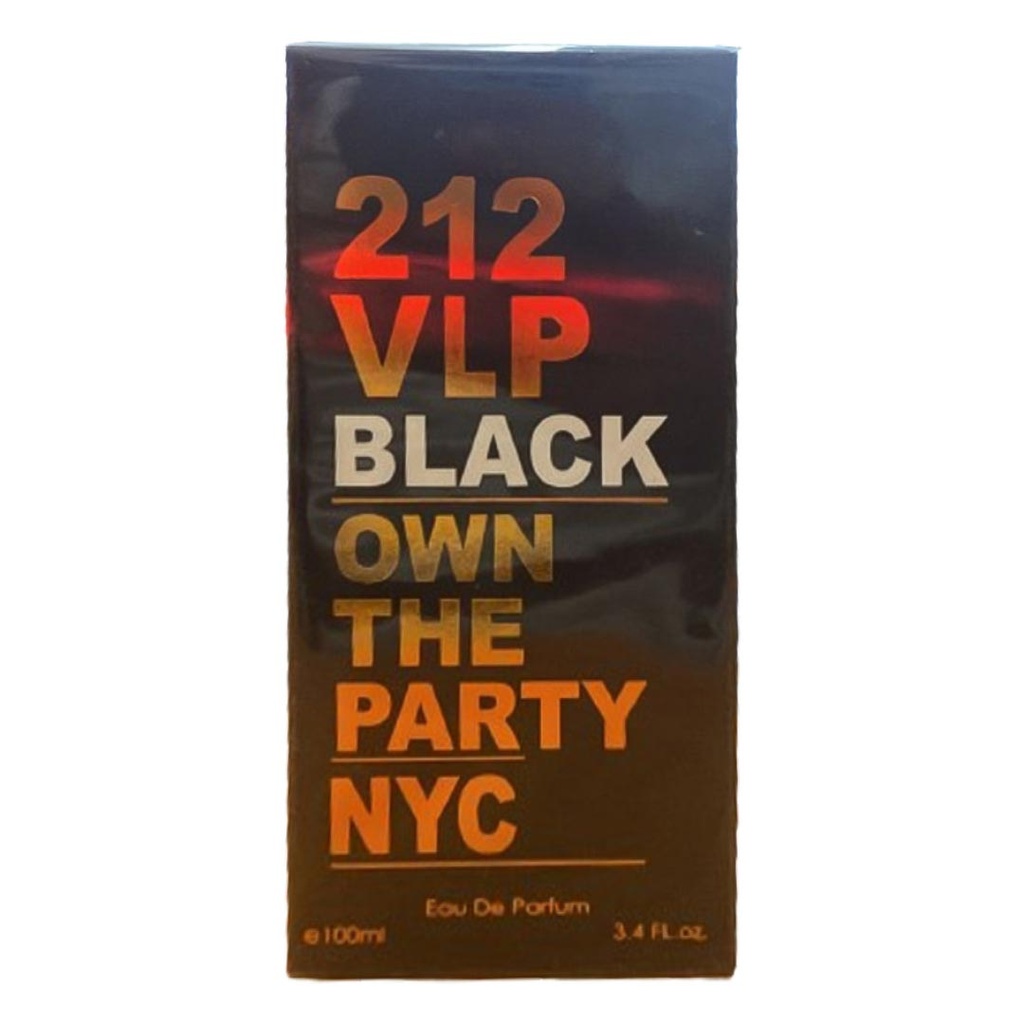 212
VLP
BLACK
OWN
THE
PARTY
NYC
Eau De Parfum
e100ml 3.4 FL.oz.